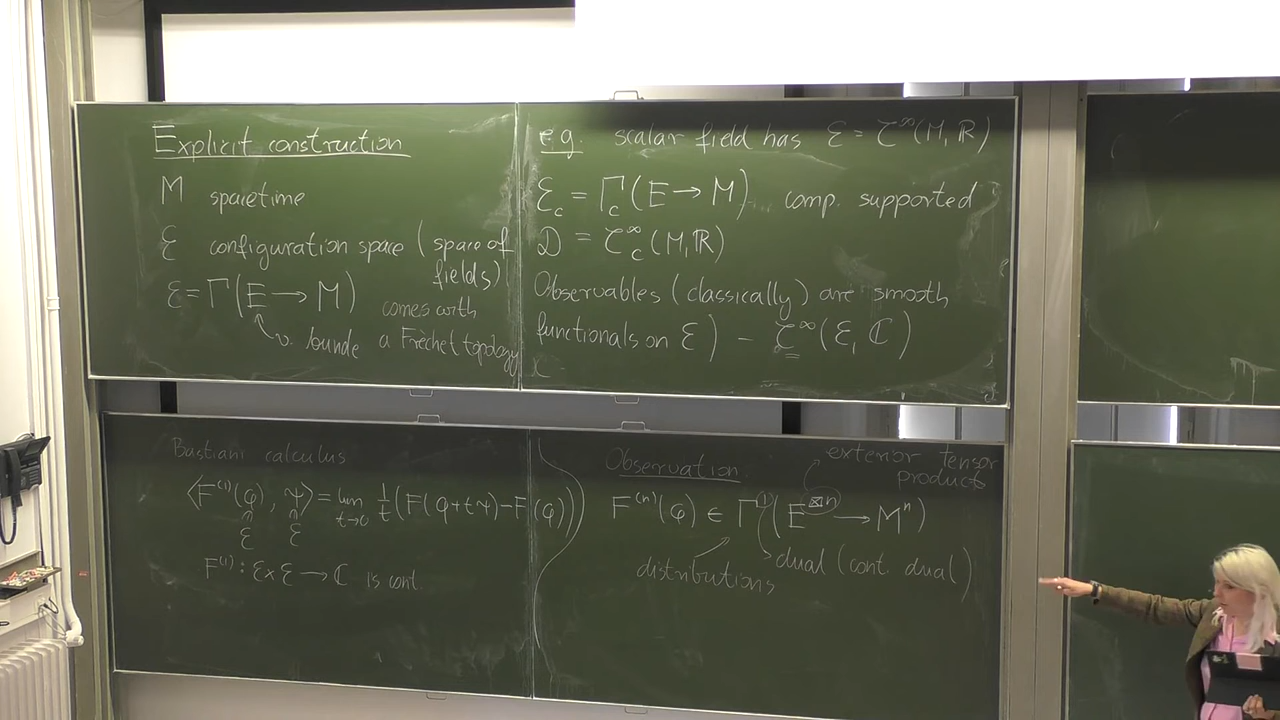 Explicit construction
M spacetime
ℰ configuration space (space of
fields)
ℰ = Γ(E → M) comes with
v. bunde a Fréchet topology
e.g. scalar field has ℰ = C^∞(M, ℝ)
ℰ_c = Γ_c(E → M) comp. supported
𝒟 = C_c^∞(M, ℝ)
Observables (classically) are smooth
functionals on ℰ) – C^∞(ℰ, ℂ)
Bastiani calculus
⟨F^(1)(φ), ψ⟩ = lim_{t→0} 1/t (F(φ+tψ) – F(φ))
ℰ ℰ
F^(1): ℰ×ℰ → ℂ is cont.
Observation
exterior tensor
products
F^(n)(φ) ∈ Γ'(E^{⊠n} → M^n)
distributions
dual (cont. dual)